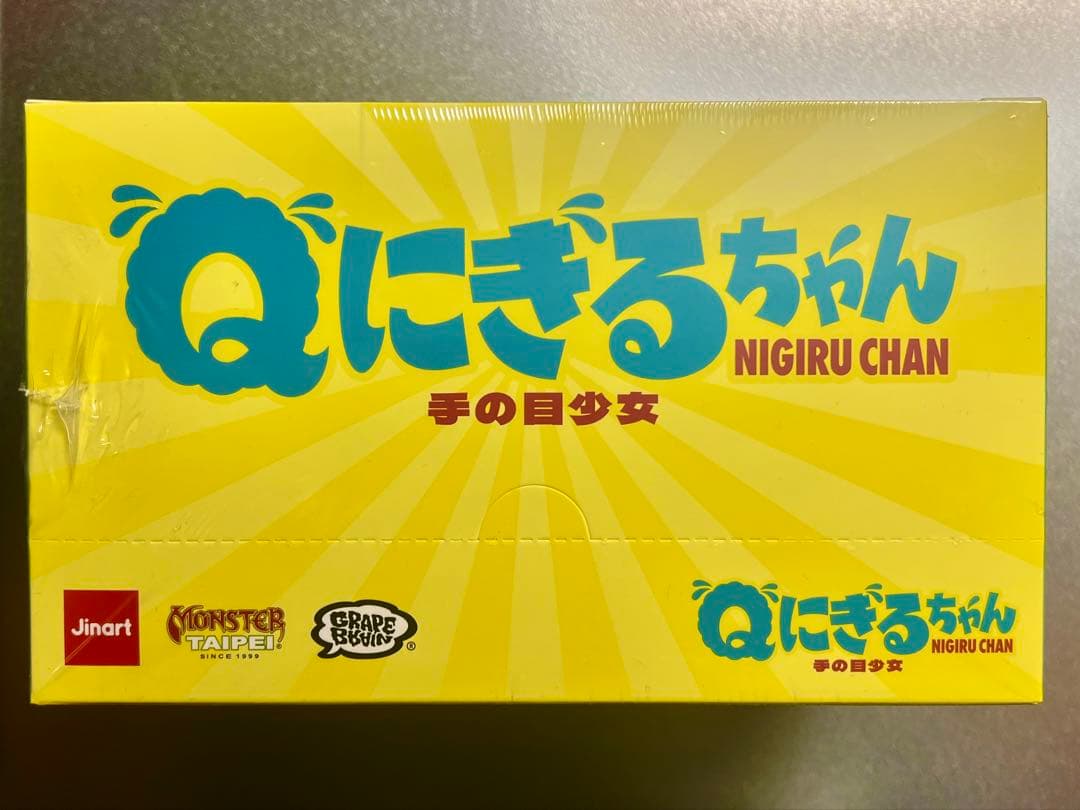 Qにぎるちゃん
NIGIRU CHAN
手の目少女
Jinart
MONSTER
TAIPEI®
SINCE 1999
GRAPE
BRAIN®
Qにぎるちゃん
NIGIRU CHAN
手の目少女